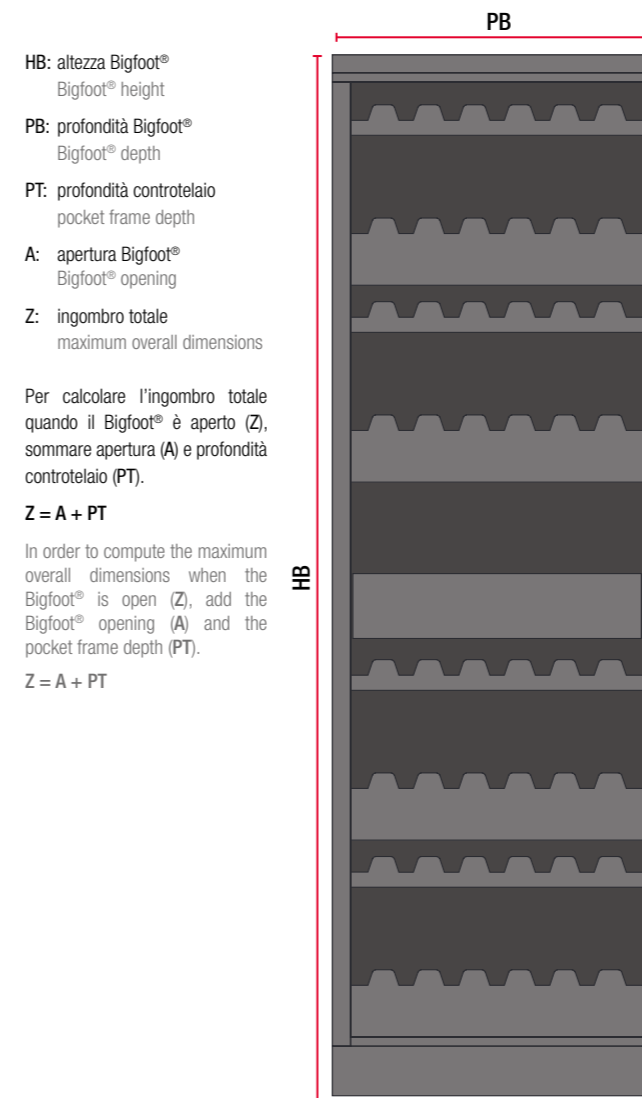 HB: altezza Bigfoot®
Bigfoot® height
PB: profondità Bigfoot®
Bigfoot® depth
PT: profondità controtelaio
pocket frame depth
A: apertura Bigfoot®
Bigfoot® opening
Z: ingombro totale
maximum overall dimensions
Per calcolare l'ingombro totale
quando il Bigfoot® è aperto (Z),
sommare apertura (A) e profondità
controtelaio (PT).
Z = A + PT
In order to compute the maximum
overall dimensions when the
Bigfoot® is open (Z), add the
Bigfoot® opening (A) and the
pocket frame depth (PT).
Z = A + PT
PB
HB